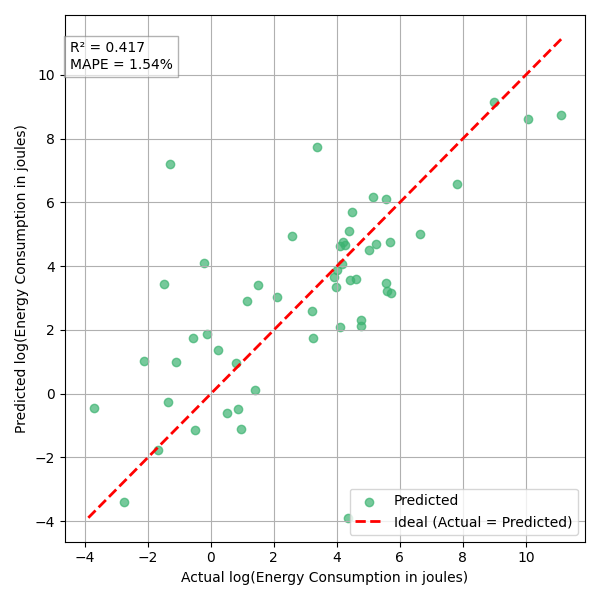 R² = 0.417
MAPE = 1.54%
10
8
6
4
2
0
−2
−4
Predicted log(Energy Consumption in joules)
Predicted
Ideal (Actual = Predicted)
−4 −2 0 2 4 6 8 10
Actual log(Energy Consumption in joules)